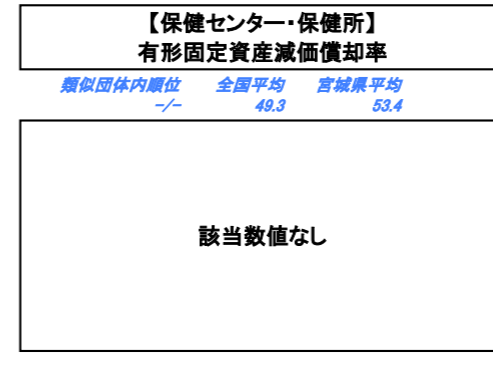 【保健センター・保健所】
有形固定資産減価償却率
類似団体内順位 全国平均 宮城県平均
-/- 49.3 53.4
該当数値なし